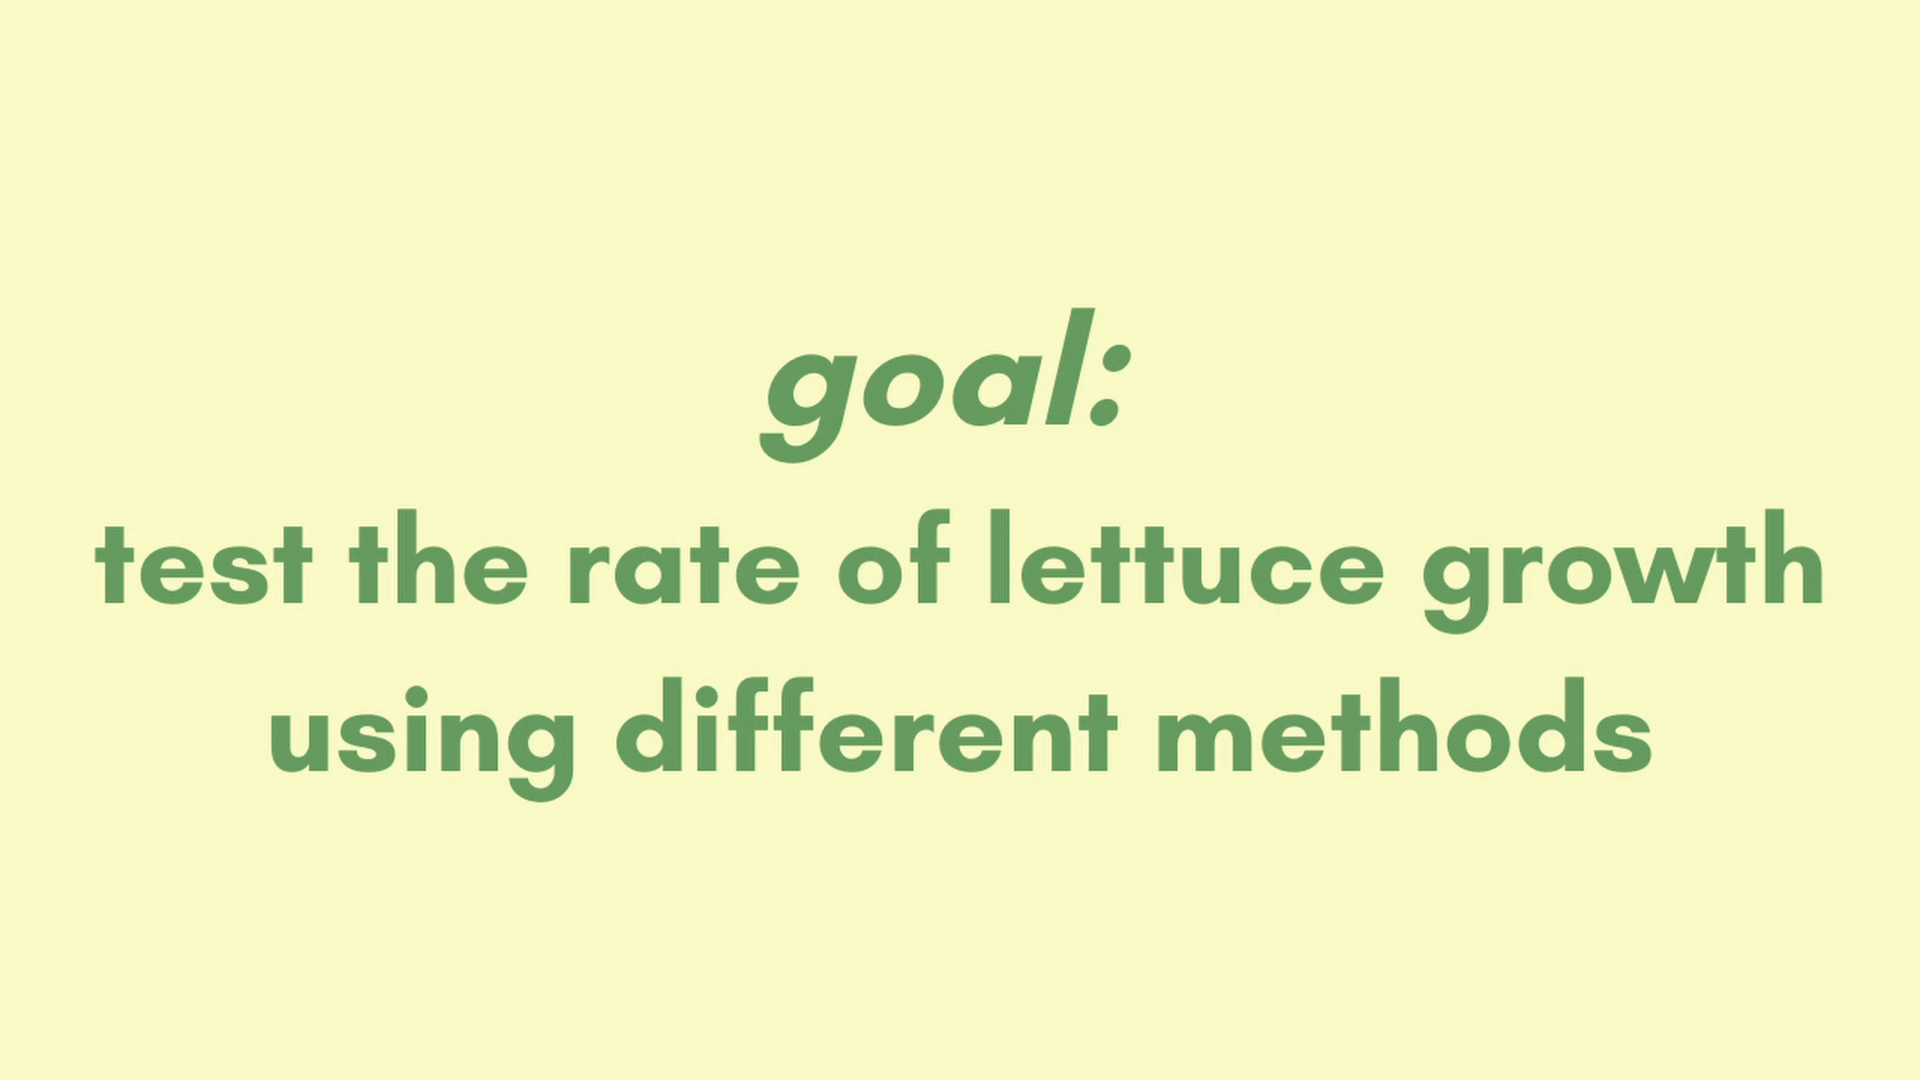 goal:
test the rate of lettuce growth
using different methods